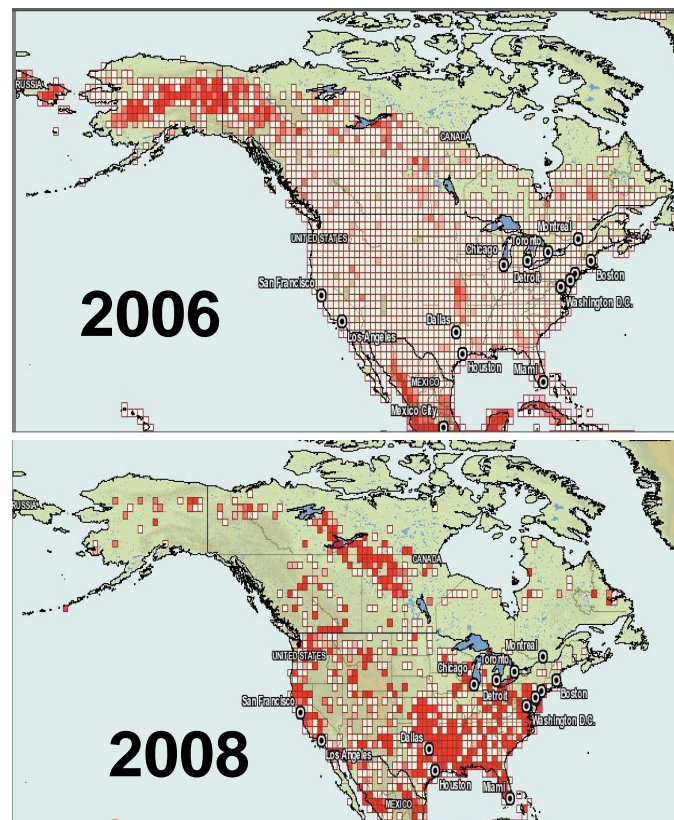 RUSSIA
CANADA
UNITED STATES
Montreal
Toronto
Chicago
Detroit
Boston
San Francisco
Washington D.C.
2006
Dallas
Los Angeles
Houston
Miami
MEXICO
Mexico City
RUSSIA
CANADA
Montreal
UNITED STATES
Toronto
Chicago
Detroit
Boston
San Francisco
Washington D.C.
2008
Dallas
Los Angeles
Houston
Miami
MEXICO